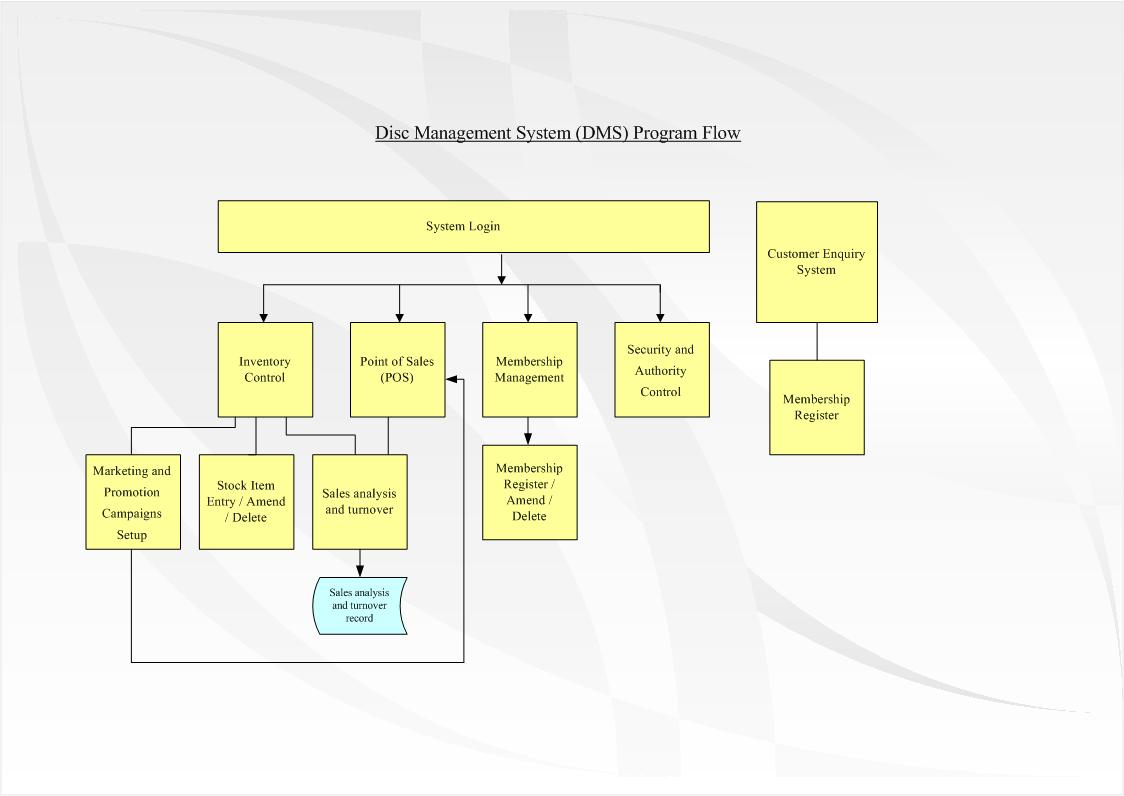 Disc Management System (DMS) Program Flow
System Login
Customer Enquiry
System
Inventory
Control
Point of Sales
(POS)
Membership
Management
Security and
Authority
Control
Membership
Register
Marketing and
Promotion
Campaigns
Setup
Stock Item
Entry / Amend
/ Delete
Sales analysis
and turnover
Membership
Register /
Amend /
Delete
Sales analysis
and turnover
record